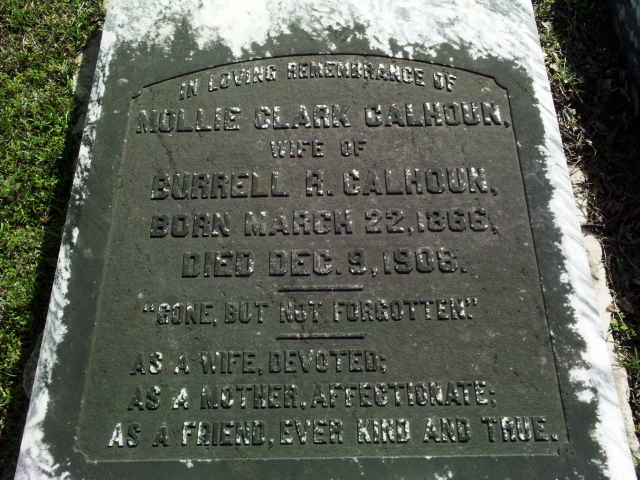 IN LOVING REMEMBRANCE OF
MOLLIE CLARK CALHOUN,
WIFE OF
BURRELL R. CALHOUN,
BORN MARCH 22, 1866,
DIED DEC. 9, 1908.
"GONE, BUT NOT FORGOTTEN."
AS A WIFE, DEVOTED;
AS A MOTHER, AFFECTIONATE;
AS A FRIEND, EVER KIND AND TRUE.